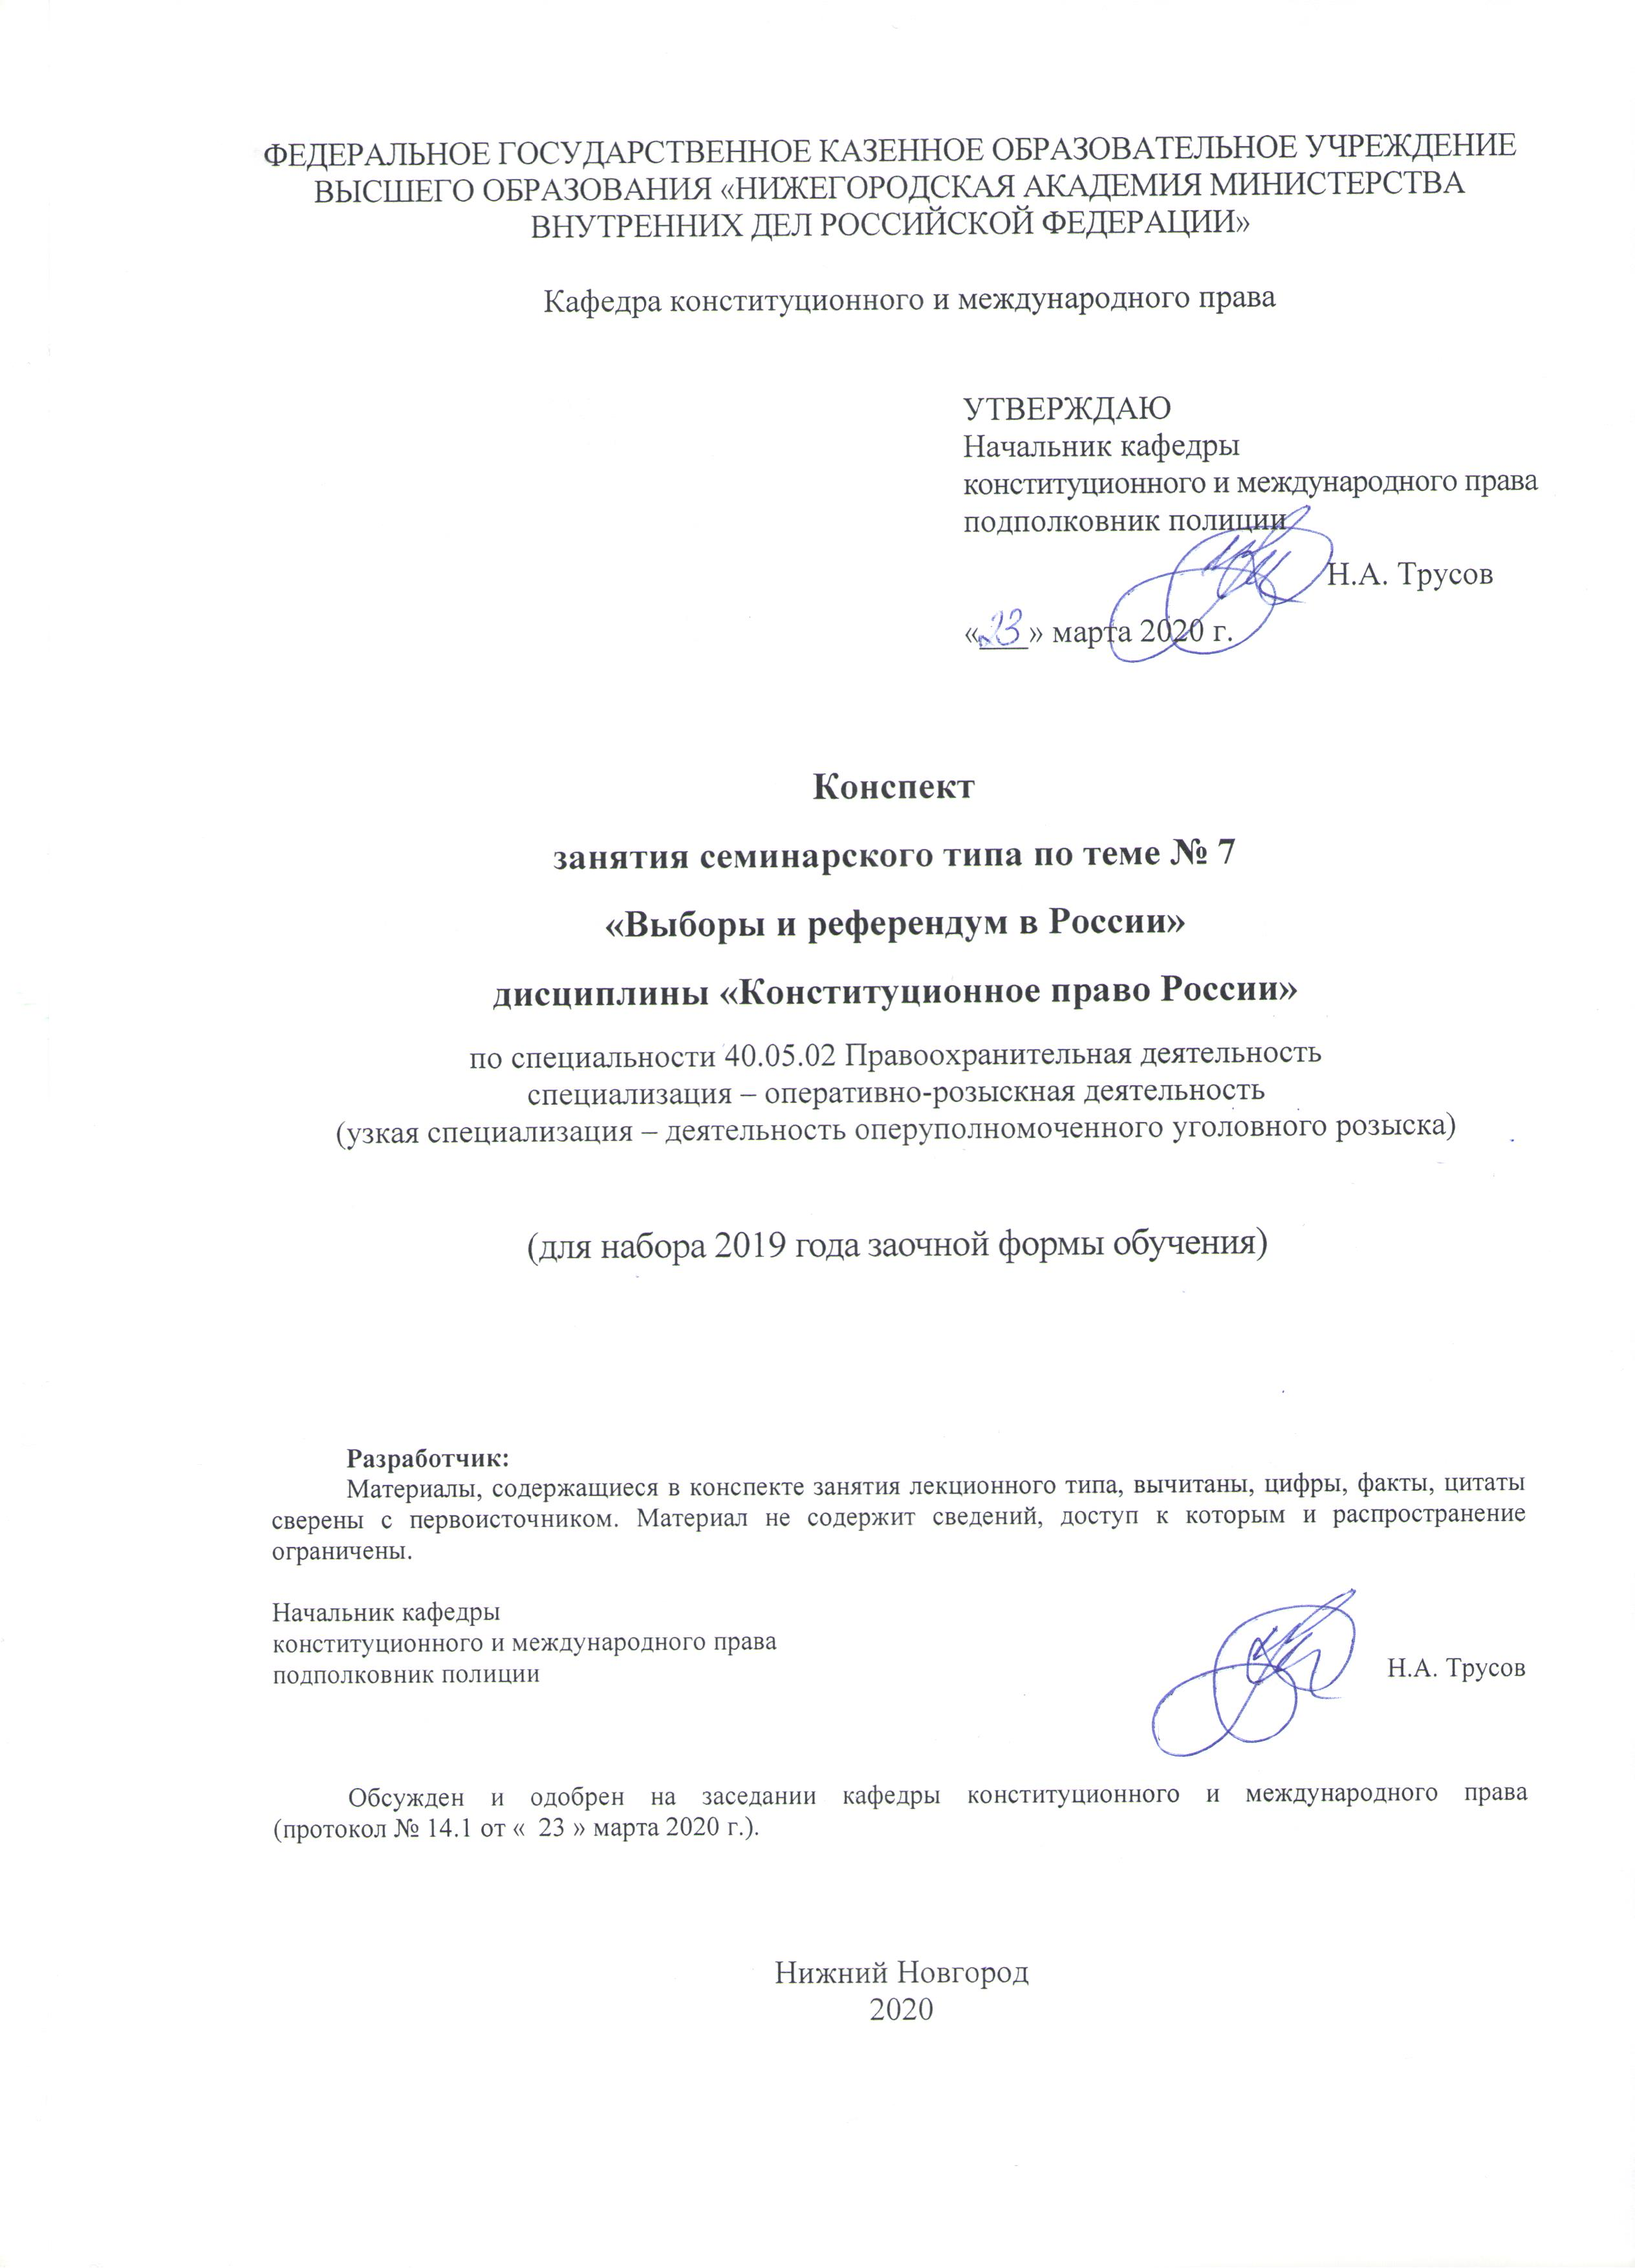 ФЕДЕРАЛЬНОЕ ГОСУДАРСТВЕННОЕ КАЗЕННОЕ ОБРАЗОВАТЕЛЬНОЕ УЧРЕЖДЕНИЕ
ВЫСШЕГО ОБРАЗОВАНИЯ «НИЖЕГОРОДСКАЯ АКАДЕМИЯ МИНИСТЕРСТВА
ВНУТРЕННИХ ДЕЛ РОССИЙСКОЙ ФЕДЕРАЦИИ»
Кафедра конституционного и международного права
УТВЕРЖДАЮ
Начальник кафедры
конституционного и международного права
подполковник полиции
Н.А. Трусов
«23» марта 2020 г.
Конспект
занятия семинарского типа по теме № 7
«Выборы и референдум в России»
дисциплины «Конституционное право России»
по специальности 40.05.02 Правоохранительная деятельность
специализация – оперативно-розыскная деятельность
(узкая специализация – деятельность оперуполномоченного уголовного розыска)
(для набора 2019 года заочной формы обучения)
Разработчик:
Материалы, содержащиеся в конспекте занятия лекционного типа, вычитаны, цифры, факты, цитаты
сверены с первоисточником. Материал не содержит сведений, доступ к которым и распространение
ограничены.
Начальник кафедры
конституционного и международного права
подполковник полиции
Н.А. Трусов
Обсужден и одобрен на заседании кафедры конституционного и международного права
(протокол № 14.1 от « 23 » марта 2020 г.).
Нижний Новгород
2020